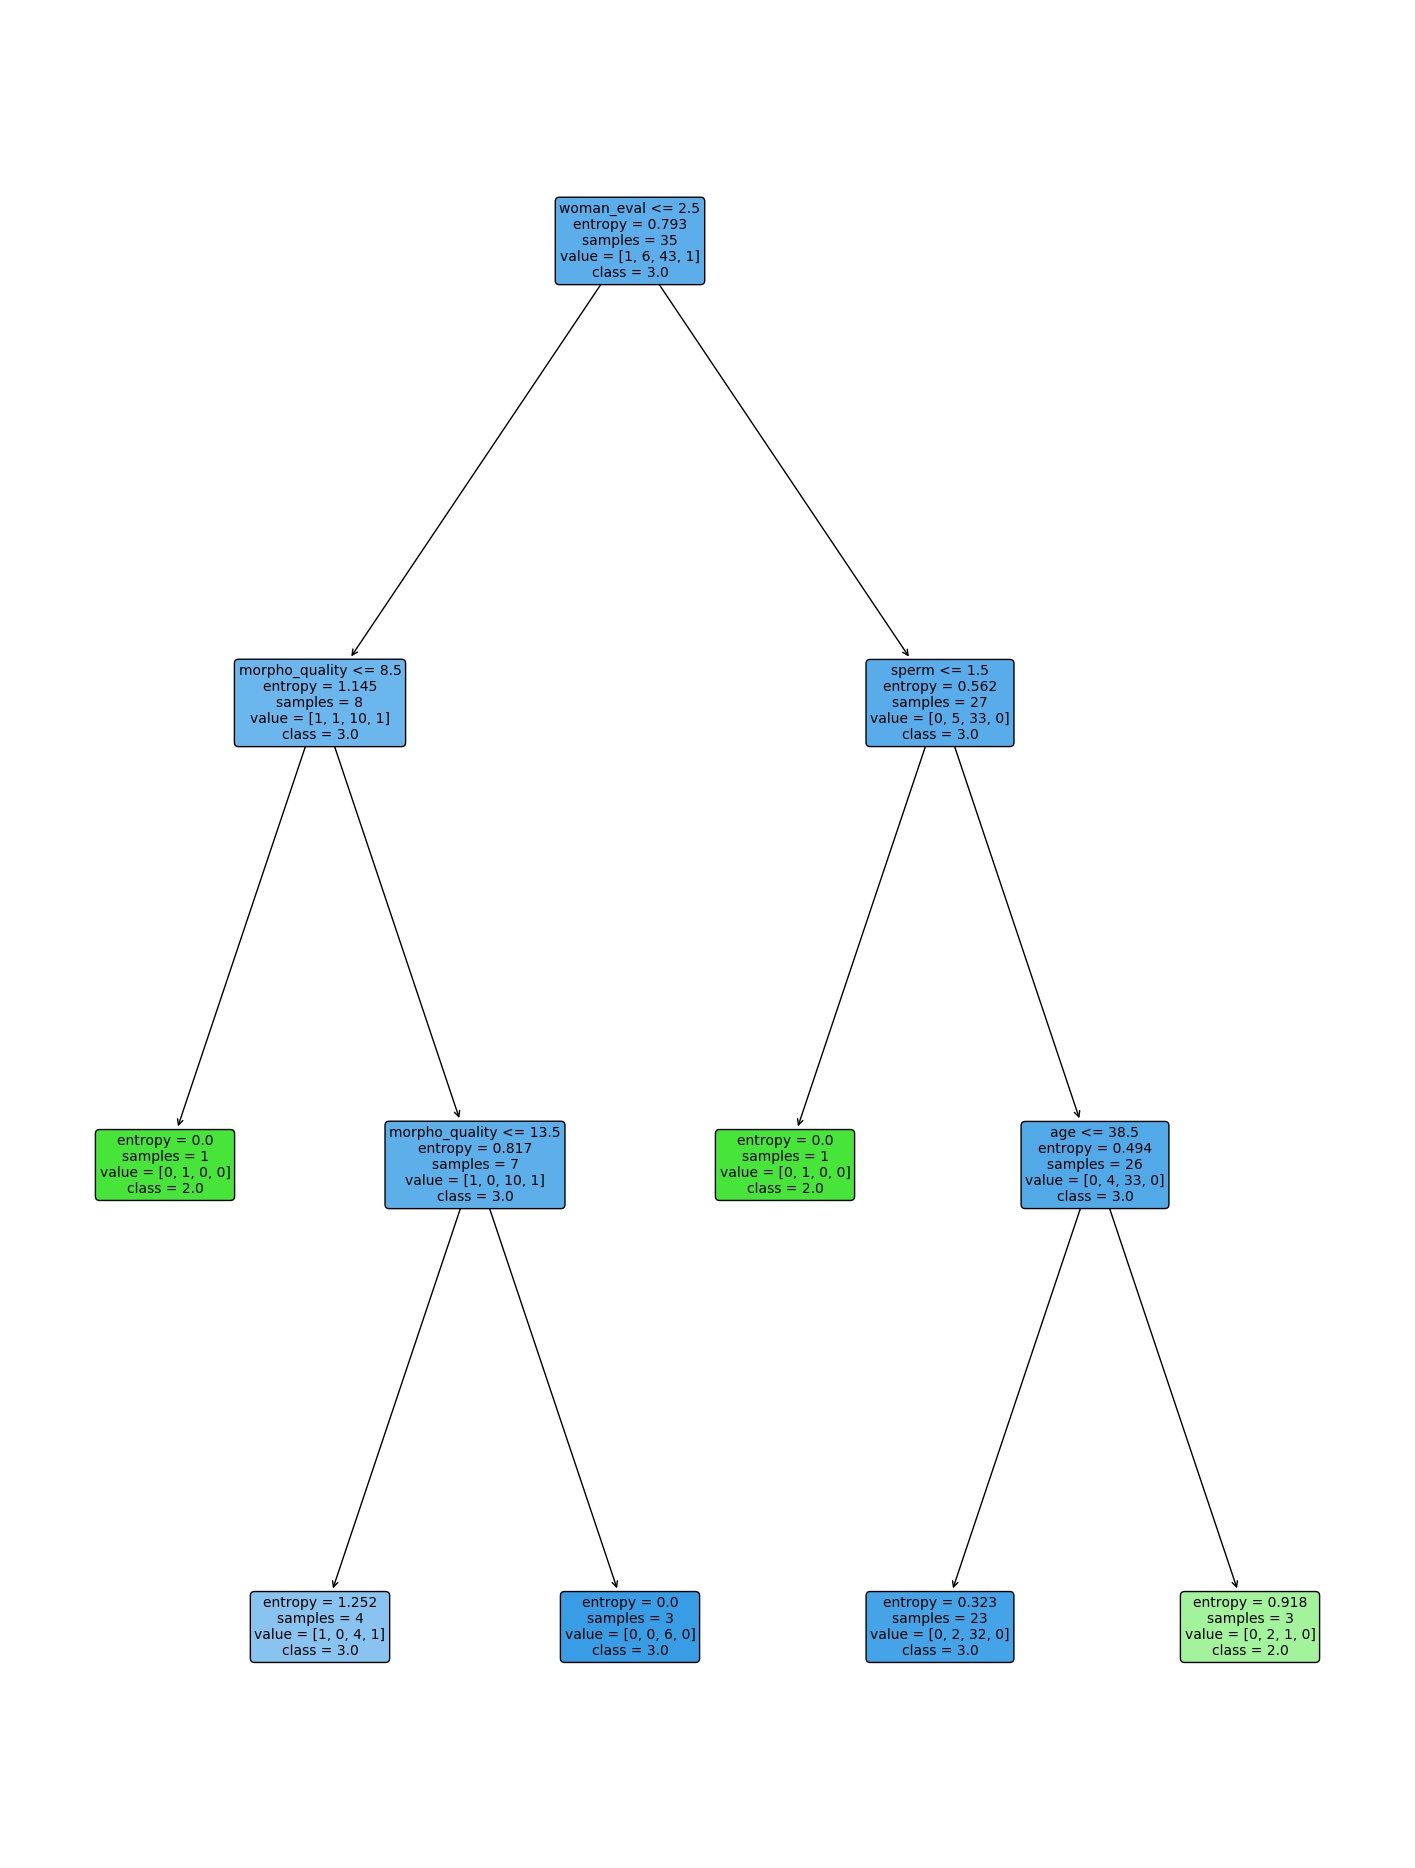 woman_eval <= 2.5
entropy = 0.793
samples = 35
value = [1, 6, 43, 1]
class = 3.0
morpho_quality <= 8.5
entropy = 1.145
samples = 8
value = [1, 1, 10, 1]
class = 3.0
sperm <= 1.5
entropy = 0.562
samples = 27
value = [0, 5, 33, 0]
class = 3.0
entropy = 0.0
samples = 1
value = [0, 1, 0, 0]
class = 2.0
morpho_quality <= 13.5
entropy = 0.817
samples = 7
value = [1, 0, 10, 1]
class = 3.0
entropy = 0.0
samples = 1
value = [0, 1, 0, 0]
class = 2.0
age <= 38.5
entropy = 0.494
samples = 26
value = [0, 4, 33, 0]
class = 3.0
entropy = 1.252
samples = 4
value = [1, 0, 4, 1]
class = 3.0
entropy = 0.0
samples = 3
value = [0, 0, 6, 0]
class = 3.0
entropy = 0.323
samples = 23
value = [0, 2, 32, 0]
class = 3.0
entropy = 0.918
samples = 3
value = [0, 2, 1, 0]
class = 2.0